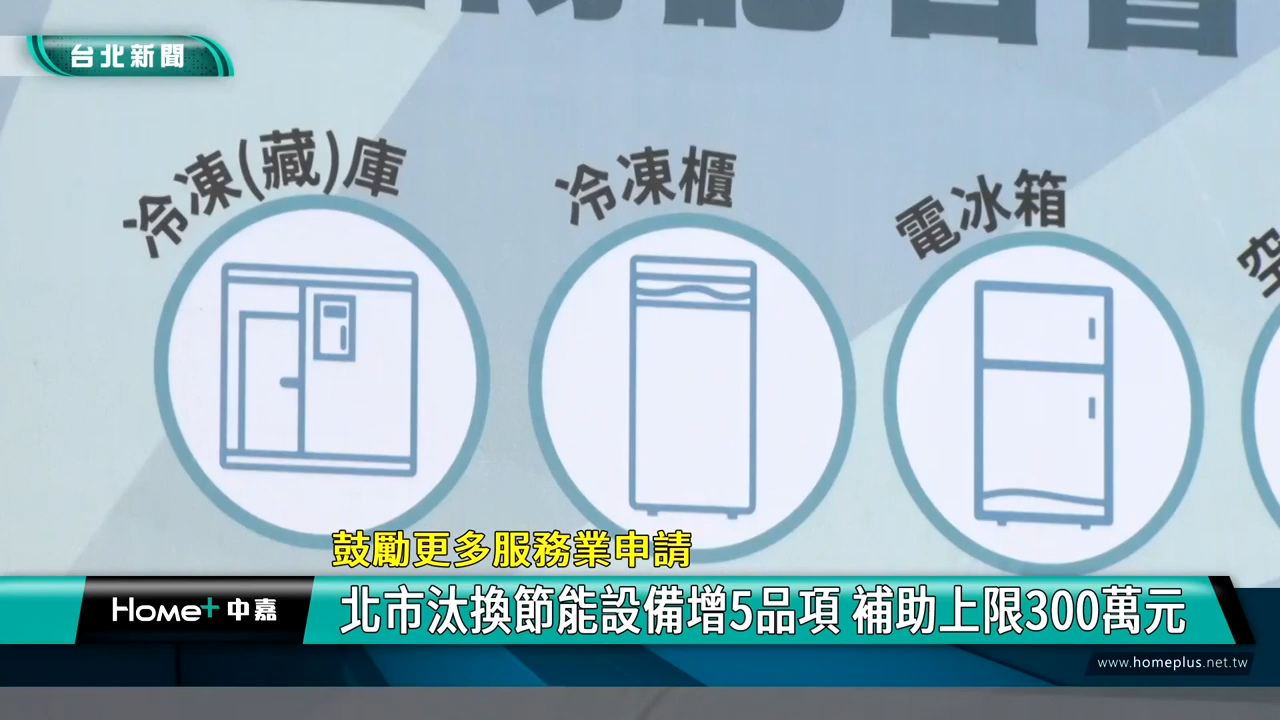 台北新聞
冷凍(藏)庫
冷凍櫃
電冰箱
鼓勵更多服務業申請
Home+中嘉
北市汰換節能設備增5品項 補助上限300萬元
www.homeplus.net.tw